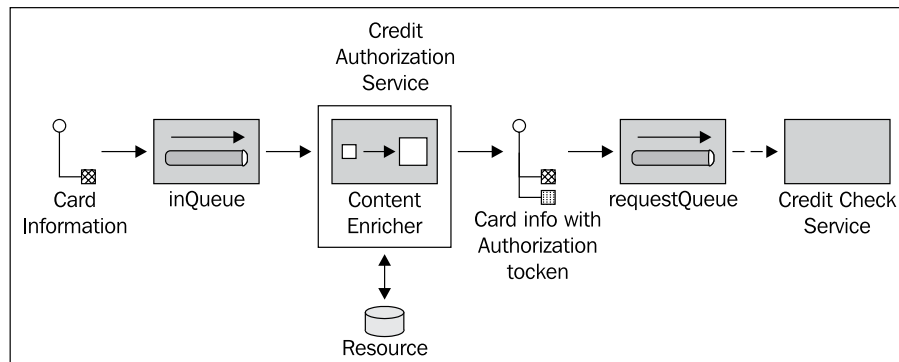 Credit
Authorization
Service
Card
Information
inQueue
Content
Enricher
Card info with
Authorization
tocken
requestQueue
Credit Check
Service
Resource